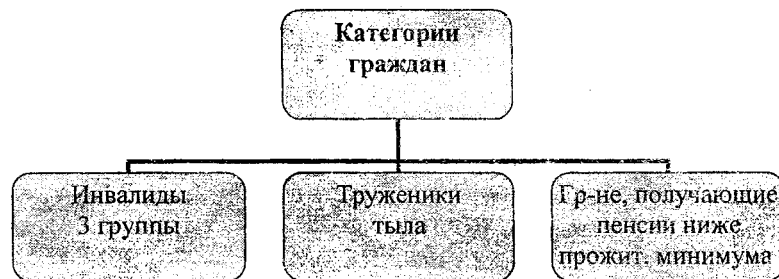 Категории
граждан
Инвалиды
3 группы
Труженики
тыла
Гр-не, получающие
пенсии ниже
прожит. минимума